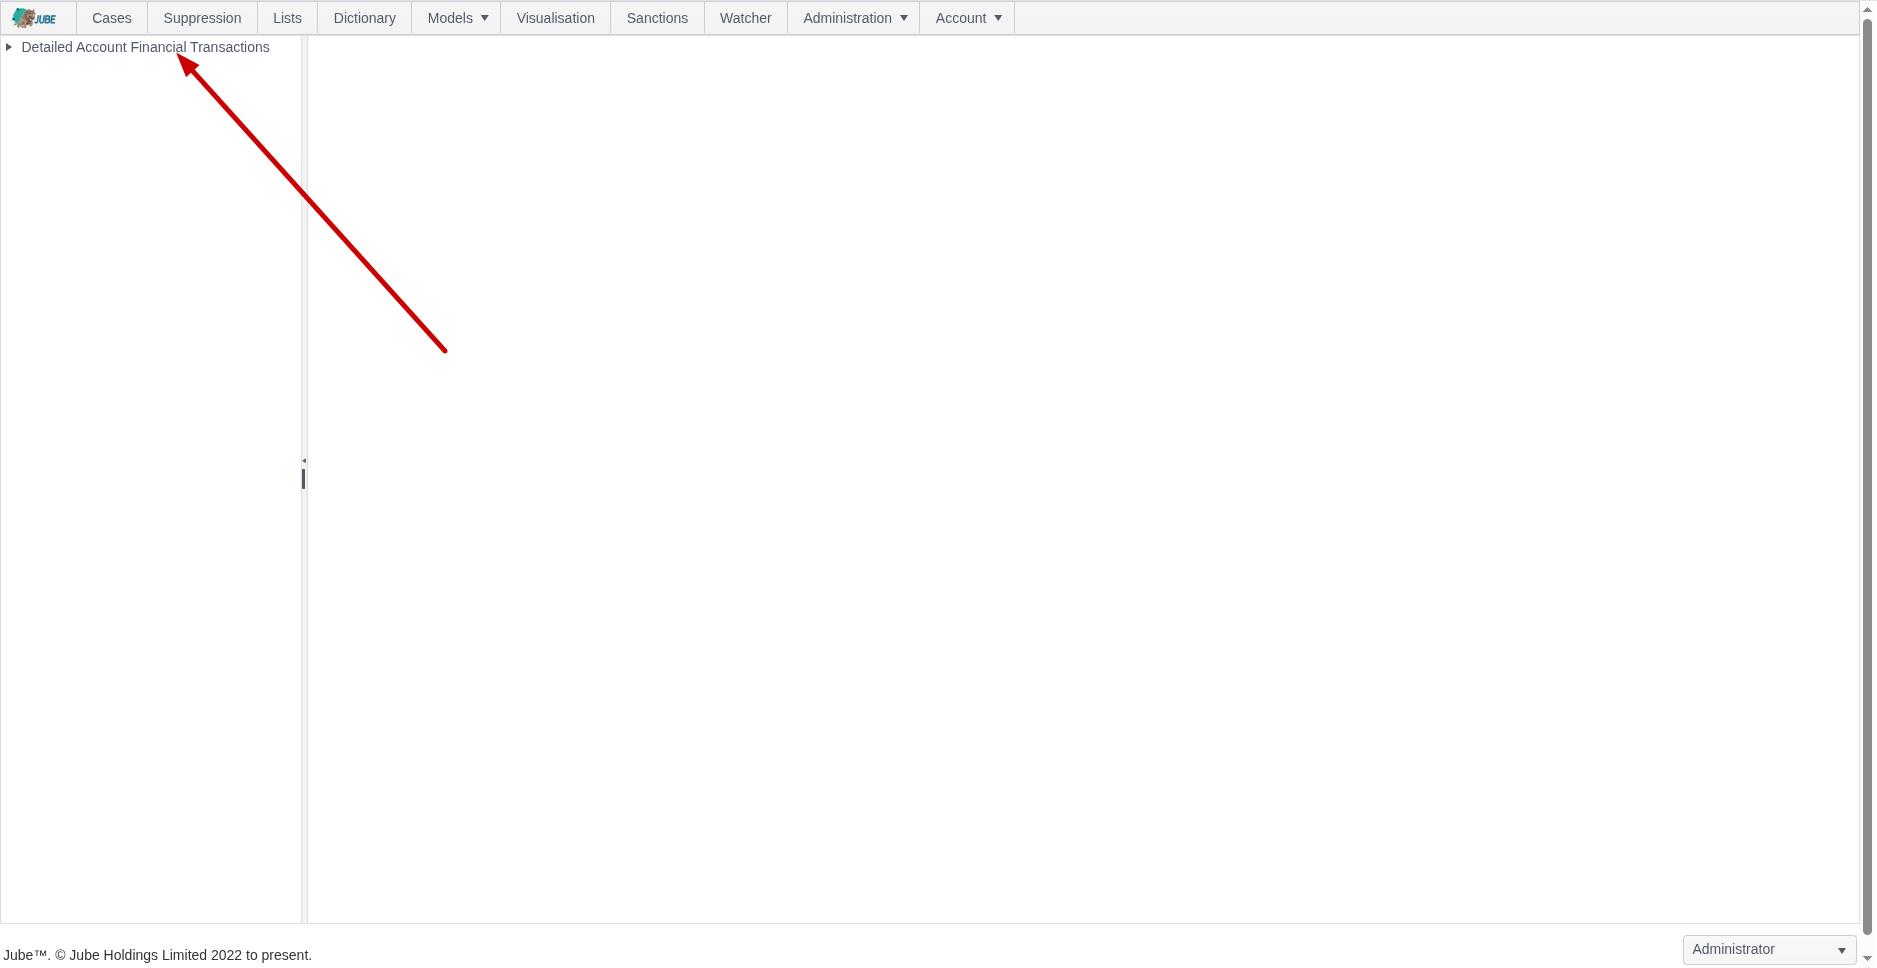 JUBE Cases Suppression Lists Dictionary Models Visualisation Sanctions Watcher Administration Account
Detailed Account Financial Transactions
Administrator
Jube™. © Jube Holdings Limited 2022 to present.